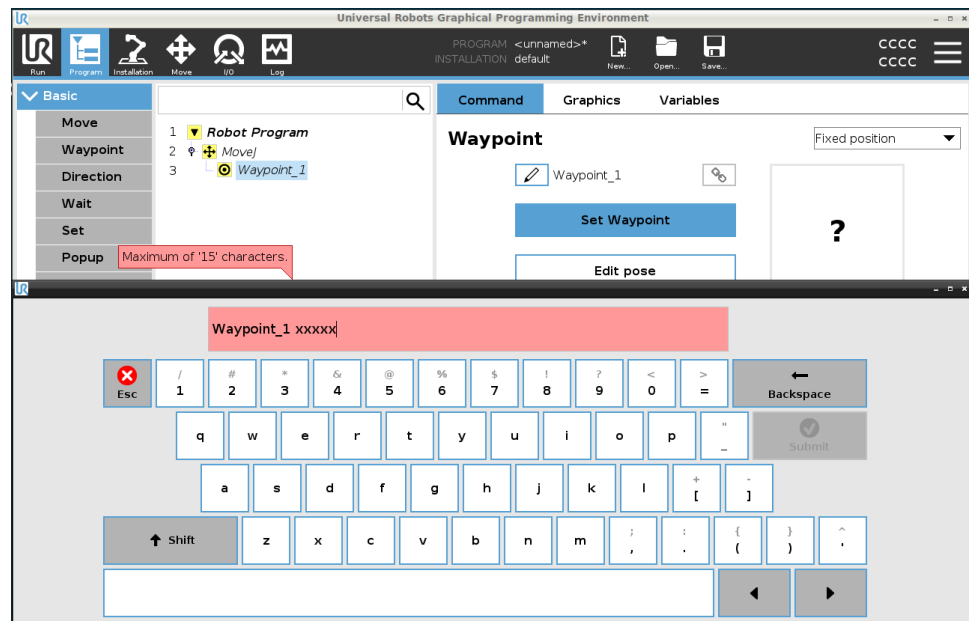 UR
Universal Robots Graphical Programming Environment
UR
Run
Program
Installation
Move
I/O
Log
PROGRAM <unnamed>*
INSTALLATION default
New...
Open...
Save...
CCCC
CCCC
Basic
Move
Waypoint
Direction
Wait
Set
Popup
1 Robot Program
2 MoveJ
3 Waypoint_1
Command Graphics Variables
Waypoint
Fixed position
Waypoint_1
Set Waypoint
Edit pose
?
Maximum of '15' characters.
UR
Waypoint_1 xxxxx
Esc
/ # * & @ % $ ! ? < >
1 2 3 4 5 6 7 8 9 0 =
Backspace
q w e r t y u i o p " _
Submit
a s d f g h j k l + [ - ]
Shift z x c v b n m ; , : . { ( } ) ^ '